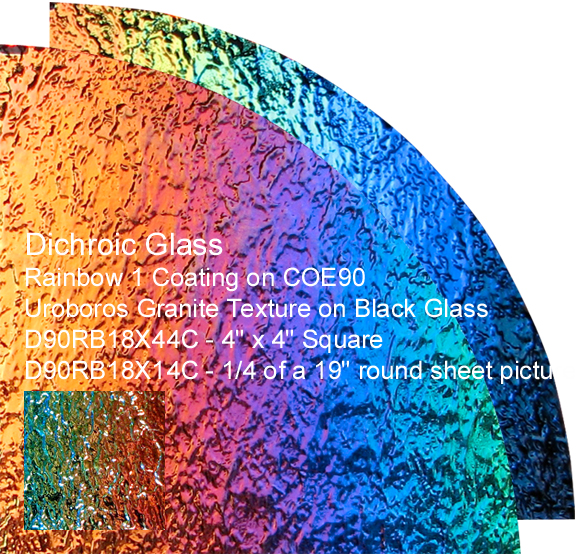 Dichroic Glass
Rainbow 1 Coating on COE90
Uroboros Granite Texture on Black Glass
D90RB18X44C - 4" x 4" Square
D90RB18X14C - 1/4 of a 19" round sheet pictu